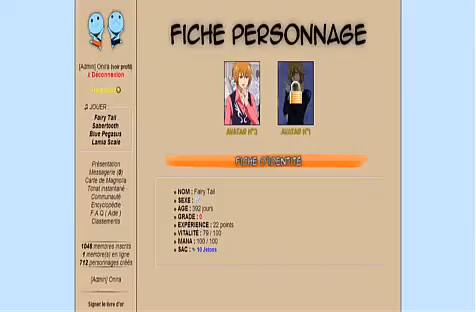 FICHE PERSONNAGE
[Admin] Onira (voir profil)
Déconnexion
JOUER :
Fairy Tail
Sabertooth
Blue Pegasus
Lamia Scale
Présentation
Messagerie (0)
Carte de Magnolia
Tchat instantané
Communauté
Encyclopédie
F.A.Q ( Aide )
Classements
1046 membres inscrits
1 membre(s) en ligne
712 personnages créés
[Admin] Onira
Signer le livre d'or
AVATAR N°2
AVATAR N°1
FICHE D'IDENTITÉ
NOM : Fairy Tail
SEXE :
AGE : 392 jours
GRADE : 0
EXPÉRIENCE : 22 points
VITALITÉ : 79 / 100
MANA : 100 / 100
SAC : 10 Jetons